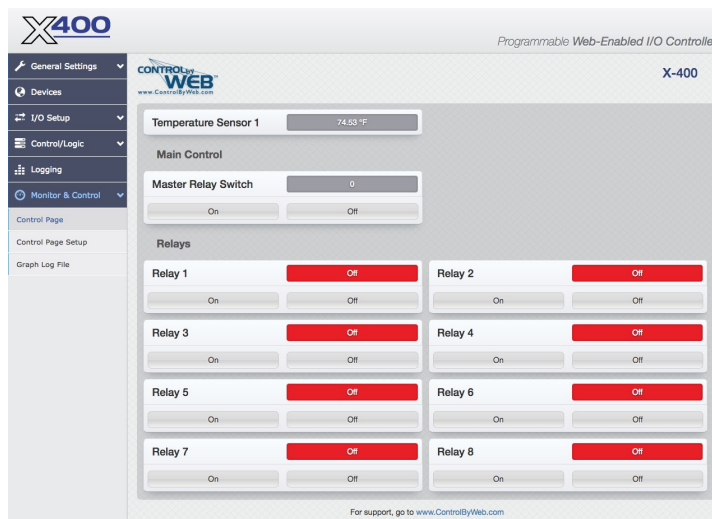 X400
Programmable Web-Enabled I/O Controlle
General Settings
Devices
I/O Setup
Control/Logic
Logging
Monitor & Control
Control Page
Control Page Setup
Graph Log File
CONTROL by
WEB™
www.ControlByWeb.com
X-400
Temperature Sensor 1 74.53 °F
Main Control
Master Relay Switch 0
On Off
Relays
Relay 1 Off Relay 2 Off
On Off On Off
Relay 3 Off Relay 4 Off
On Off On Off
Relay 5 Off Relay 6 Off
On Off On Off
Relay 7 Off Relay 8 Off
On Off On Off
For support, go to www.ControlByWeb.com